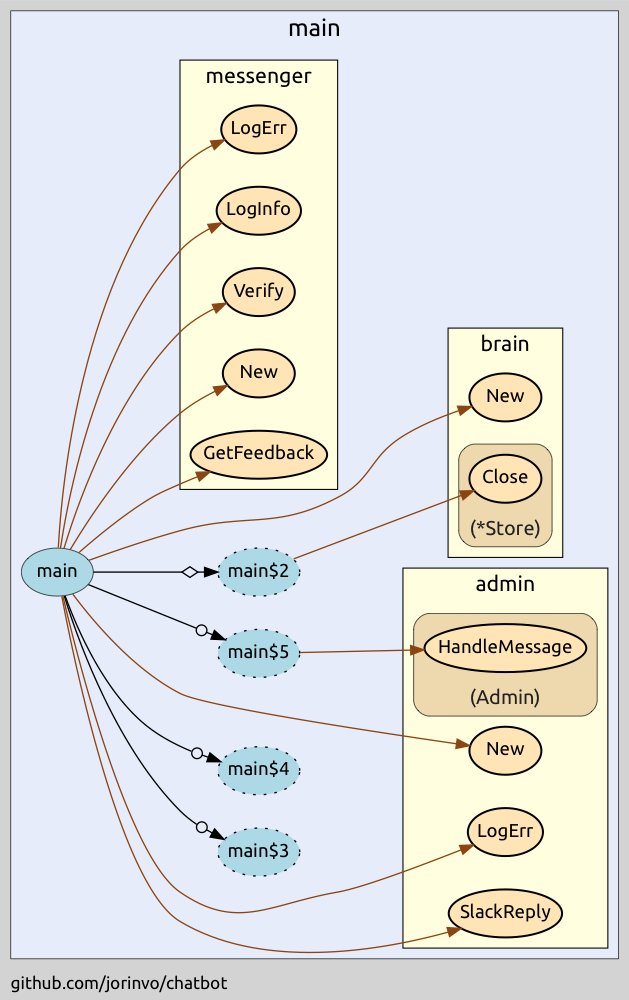 main
messenger
LogErr
LogInfo
Verify
New
GetFeedback
brain
New
Close
(*Store)
main
main$2
main$5
main$4
main$3
admin
HandleMessage
(Admin)
New
LogErr
SlackReply
github.com/jorinvo/chatbot